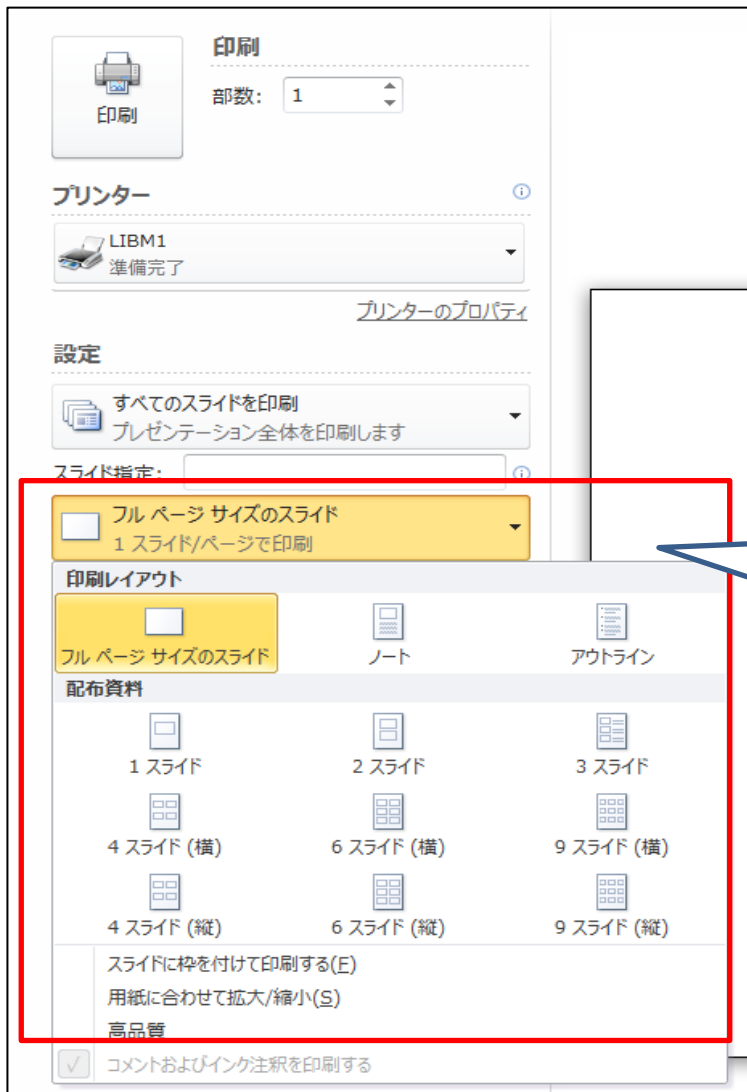 印刷
部数: 1
印刷
プリンター
LIBM1
準備完了
プリンターのプロパティ
設定
すべてのスライドを印刷
プレゼンテーション全体を印刷します
スライド指定:
フル ページ サイズのスライド
1 スライド/ページで印刷
印刷レイアウト
フル ページ サイズのスライド ノート アウトライン
配布資料
1 スライド 2 スライド 3 スライド
4 スライド (横) 6 スライド (横) 9 スライド (横)
4 スライド (縦) 6 スライド (縦) 9 スライド (縦)
スライドに枠を付けて印刷する(F)
用紙に合わせて拡大/縮小(S)
高品質
コメントおよびインク注釈を印刷する